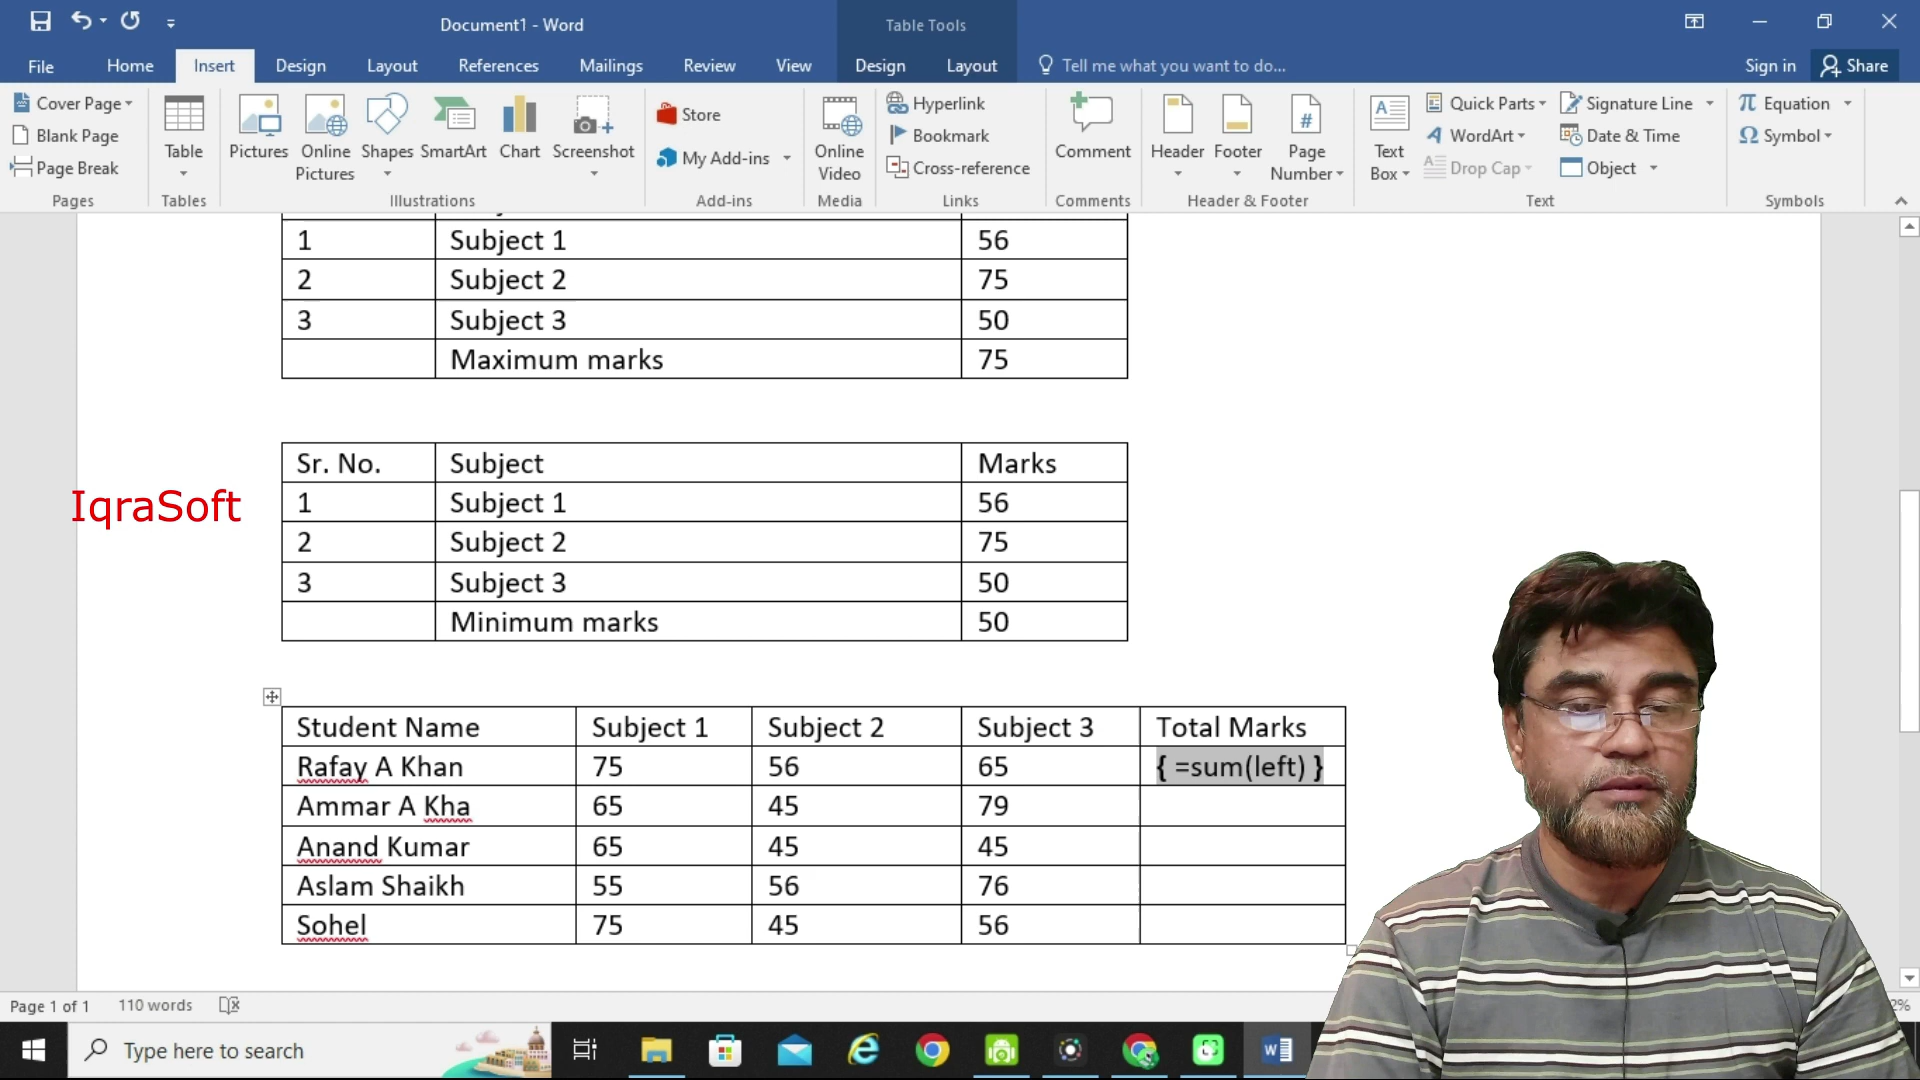 Document1 - Word
Table Tools
File Home Insert Design Layout References Mailings Review View Design Layout Tell me what you want to do... Sign in Share
Cover Page
Blank Page
Page Break
Pages
Table
Tables
Pictures
Online Pictures
Shapes
SmartArt
Chart
Screenshot
Illustrations
Store
My Add-ins
Add-ins
Online Video
Media
Hyperlink
Bookmark
Cross-reference
Links
Comment
Comments
Header
Footer
Page Number
Header & Footer
Text Box
Quick Parts
WordArt
Drop Cap
Signature Line
Date & Time
Object
Text
Equation
Symbol
Symbols
1 Subject 1 56
2 Subject 2 75
3 Subject 3 50
Maximum marks 75
Sr. No. Subject Marks
1 Subject 1 56
2 Subject 2 75
3 Subject 3 50
Minimum marks 50
IqraSoft
Student Name Subject 1 Subject 2 Subject 3 Total Marks
Rafay A Khan 75 56 65 { =sum(left) }
Ammar A Kha 65 45 79
Anand Kumar 65 45 45
Aslam Shaikh 55 56 76
Sohel 75 45 56
Page 1 of 1 110 words
Type here to search